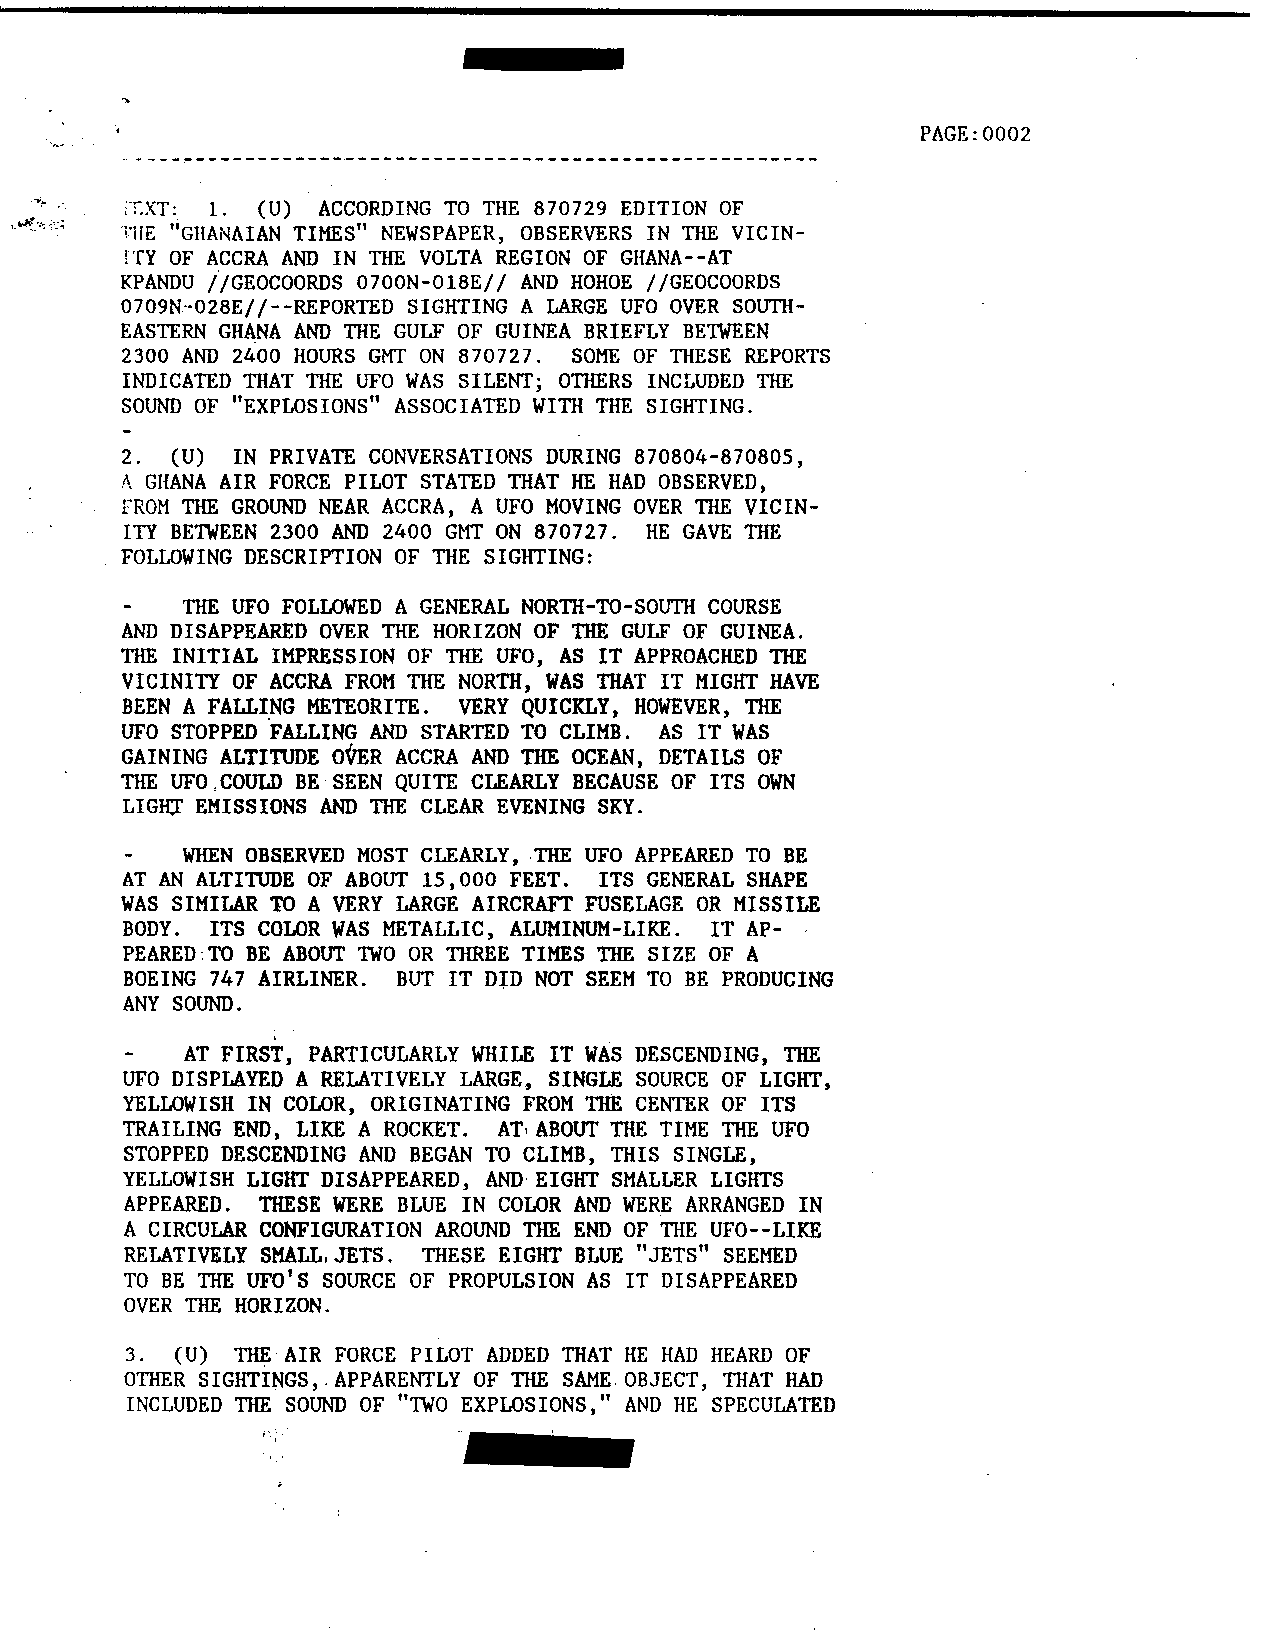 PAGE:0002
TEXT: 1. (U) ACCORDING TO THE 870729 EDITION OF
THE "GHANAIAN TIMES" NEWSPAPER, OBSERVERS IN THE VICIN-
ITY OF ACCRA AND IN THE VOLTA REGION OF GHANA--AT
KPANDU //GEOCOORDS 0700N-018E// AND HOHOE //GEOCOORDS
0709N-028E//--REPORTED SIGHTING A LARGE UFO OVER SOUTH-
EASTERN GHANA AND THE GULF OF GUINEA BRIEFLY BETWEEN
2300 AND 2400 HOURS GMT ON 870727. SOME OF THESE REPORTS
INDICATED THAT THE UFO WAS SILENT; OTHERS INCLUDED THE
SOUND OF "EXPLOSIONS" ASSOCIATED WITH THE SIGHTING.
-
2. (U) IN PRIVATE CONVERSATIONS DURING 870804-870805,
A GHANA AIR FORCE PILOT STATED THAT HE HAD OBSERVED,
FROM THE GROUND NEAR ACCRA, A UFO MOVING OVER THE VICIN-
ITY BETWEEN 2300 AND 2400 GMT ON 870727. HE GAVE THE
FOLLOWING DESCRIPTION OF THE SIGHTING:
- THE UFO FOLLOWED A GENERAL NORTH-TO-SOUTH COURSE
AND DISAPPEARED OVER THE HORIZON OF THE GULF OF GUINEA.
THE INITIAL IMPRESSION OF THE UFO, AS IT APPROACHED THE
VICINITY OF ACCRA FROM THE NORTH, WAS THAT IT MIGHT HAVE
BEEN A FALLING METEORITE. VERY QUICKLY, HOWEVER, THE
UFO STOPPED FALLING AND STARTED TO CLIMB. AS IT WAS
GAINING ALTITUDE OVER ACCRA AND THE OCEAN, DETAILS OF
THE UFO COULD BE SEEN QUITE CLEARLY BECAUSE OF ITS OWN
LIGHT EMISSIONS AND THE CLEAR EVENING SKY.
- WHEN OBSERVED MOST CLEARLY, THE UFO APPEARED TO BE
AT AN ALTITUDE OF ABOUT 15,000 FEET. ITS GENERAL SHAPE
WAS SIMILAR TO A VERY LARGE AIRCRAFT FUSELAGE OR MISSILE
BODY. ITS COLOR WAS METALLIC, ALUMINUM-LIKE. IT AP-
PEARED TO BE ABOUT TWO OR THREE TIMES THE SIZE OF A
BOEING 747 AIRLINER. BUT IT DID NOT SEEM TO BE PRODUCING
ANY SOUND.
- AT FIRST, PARTICULARLY WHILE IT WAS DESCENDING, THE
UFO DISPLAYED A RELATIVELY LARGE, SINGLE SOURCE OF LIGHT,
YELLOWISH IN COLOR, ORIGINATING FROM THE CENTER OF ITS
TRAILING END, LIKE A ROCKET. AT ABOUT THE TIME THE UFO
STOPPED DESCENDING AND BEGAN TO CLIMB, THIS SINGLE,
YELLOWISH LIGHT DISAPPEARED, AND EIGHT SMALLER LIGHTS
APPEARED. THESE WERE BLUE IN COLOR AND WERE ARRANGED IN
A CIRCULAR CONFIGURATION AROUND THE END OF THE UFO--LIKE
RELATIVELY SMALL JETS. THESE EIGHT BLUE "JETS" SEEMED
TO BE THE UFO'S SOURCE OF PROPULSION AS IT DISAPPEARED
OVER THE HORIZON.
3. (U) THE AIR FORCE PILOT ADDED THAT HE HAD HEARD OF
OTHER SIGHTINGS, APPARENTLY OF THE SAME OBJECT, THAT HAD
INCLUDED THE SOUND OF "TWO EXPLOSIONS," AND HE SPECULATED